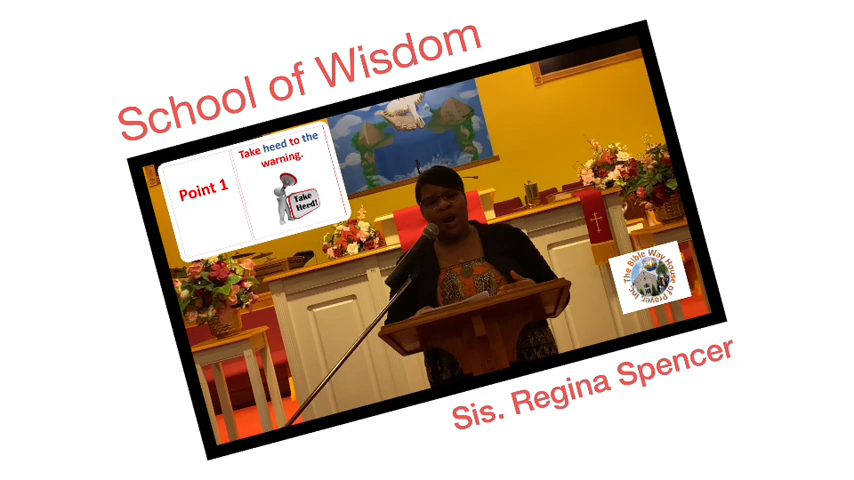 School of Wisdom
Point 1
Take heed to the
warning.
Take
Heed!
The Bible Way House of Prayer, Inc.
Sis. Regina Spencer